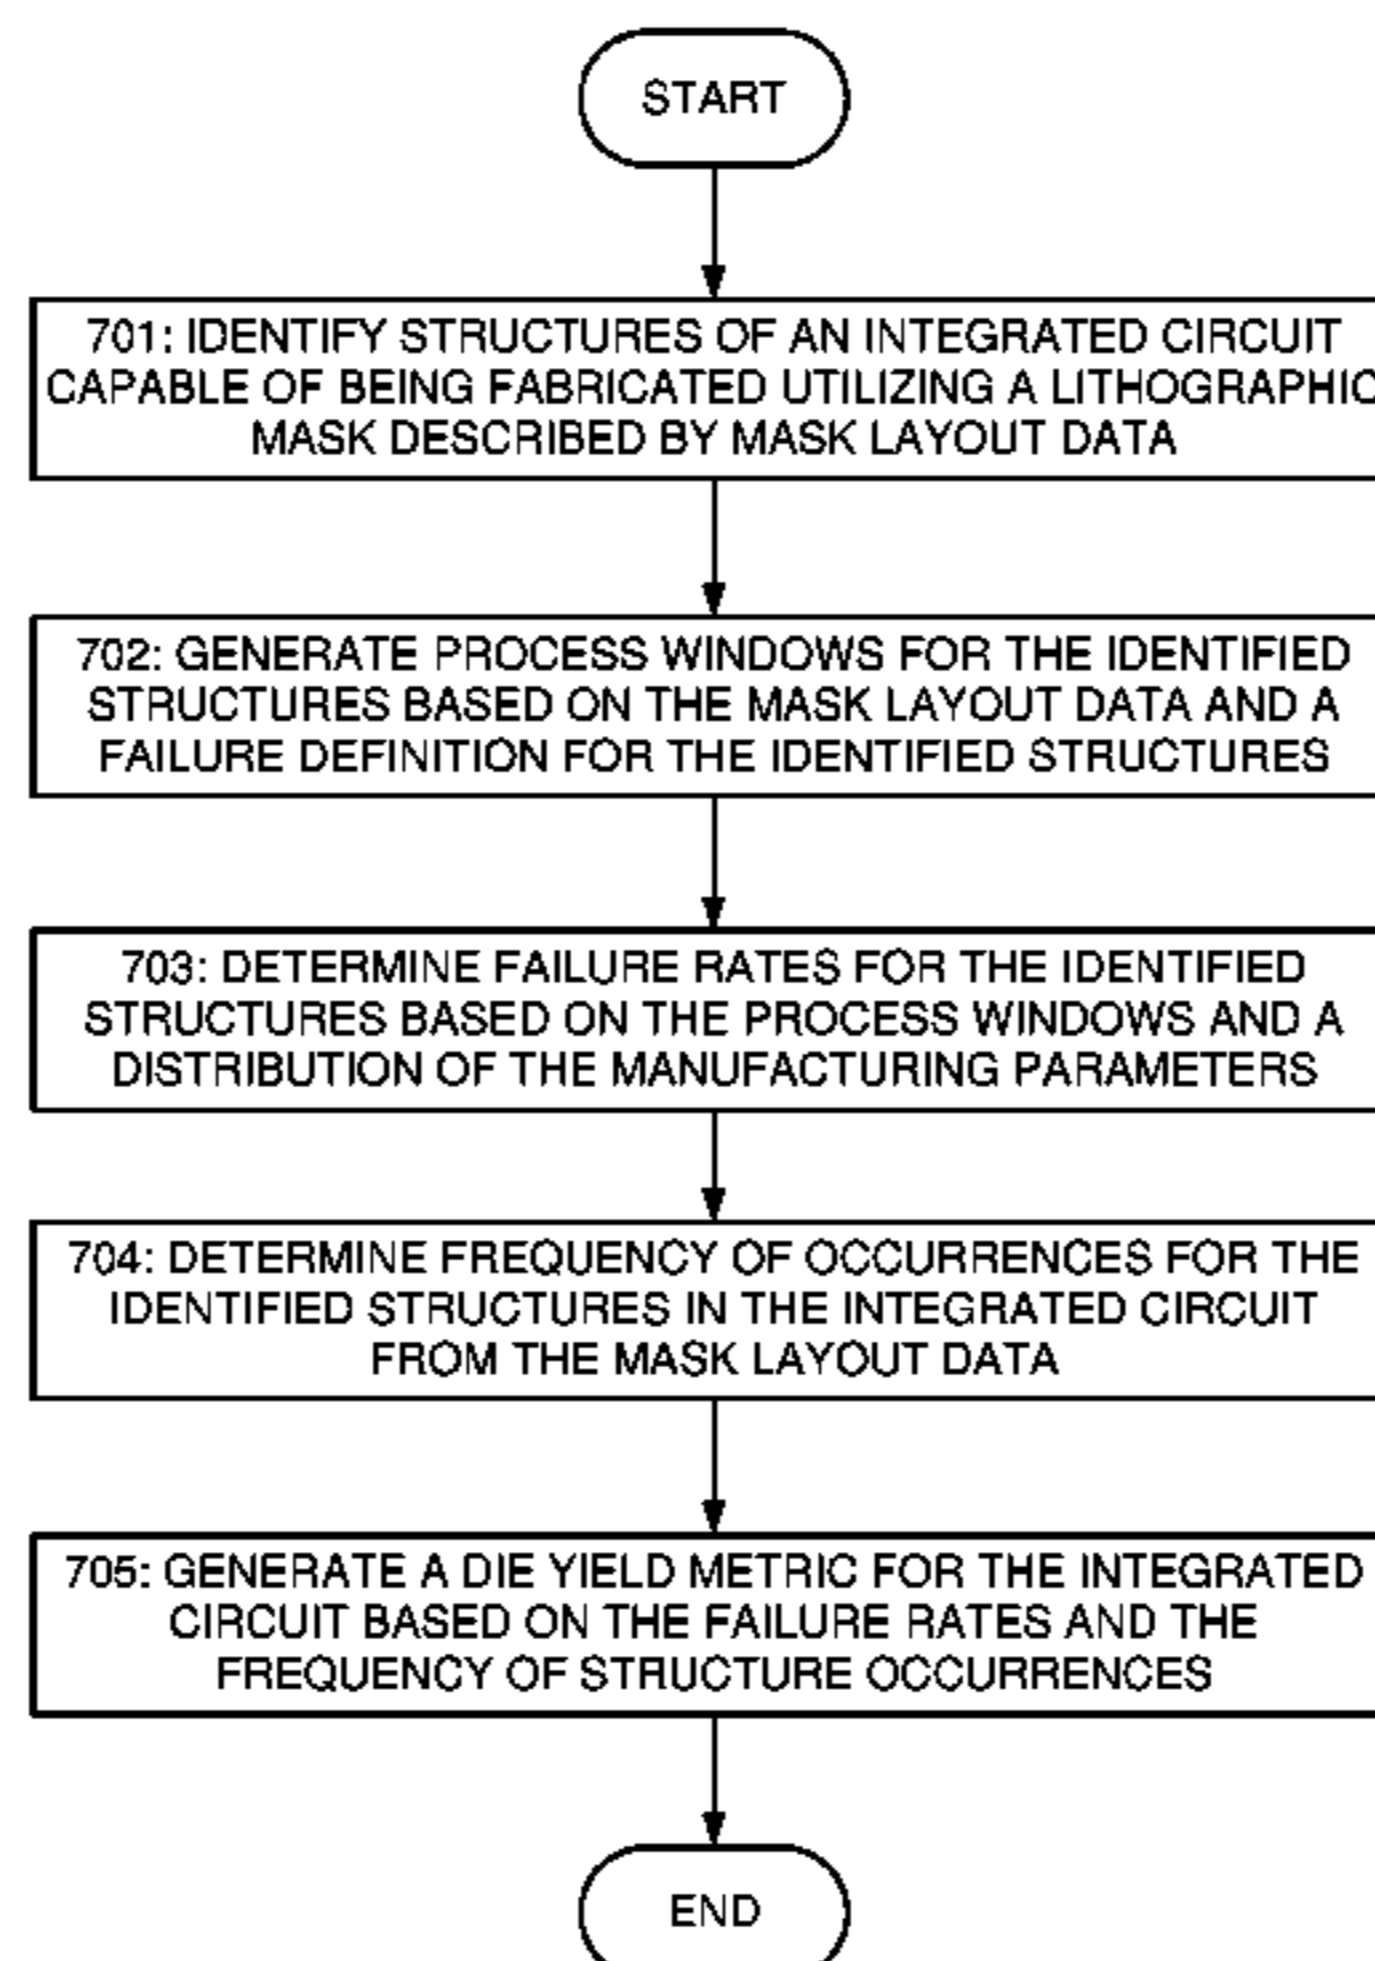 START
701: IDENTIFY STRUCTURES OF AN INTEGRATED CIRCUIT
CAPABLE OF BEING FABRICATED UTILIZING A LITHOGRAPHIC
MASK DESCRIBED BY MASK LAYOUT DATA
702: GENERATE PROCESS WINDOWS FOR THE IDENTIFIED
STRUCTURES BASED ON THE MASK LAYOUT DATA AND A
FAILURE DEFINITION FOR THE IDENTIFIED STRUCTURES
703: DETERMINE FAILURE RATES FOR THE IDENTIFIED
STRUCTURES BASED ON THE PROCESS WINDOWS AND A
DISTRIBUTION OF THE MANUFACTURING PARAMETERS
704: DETERMINE FREQUENCY OF OCCURRENCES FOR THE
IDENTIFIED STRUCTURES IN THE INTEGRATED CIRCUIT
FROM THE MASK LAYOUT DATA
705: GENERATE A DIE YIELD METRIC FOR THE INTEGRATED
CIRCUIT BASED ON THE FAILURE RATES AND THE
FREQUENCY OF STRUCTURE OCCURRENCES
END